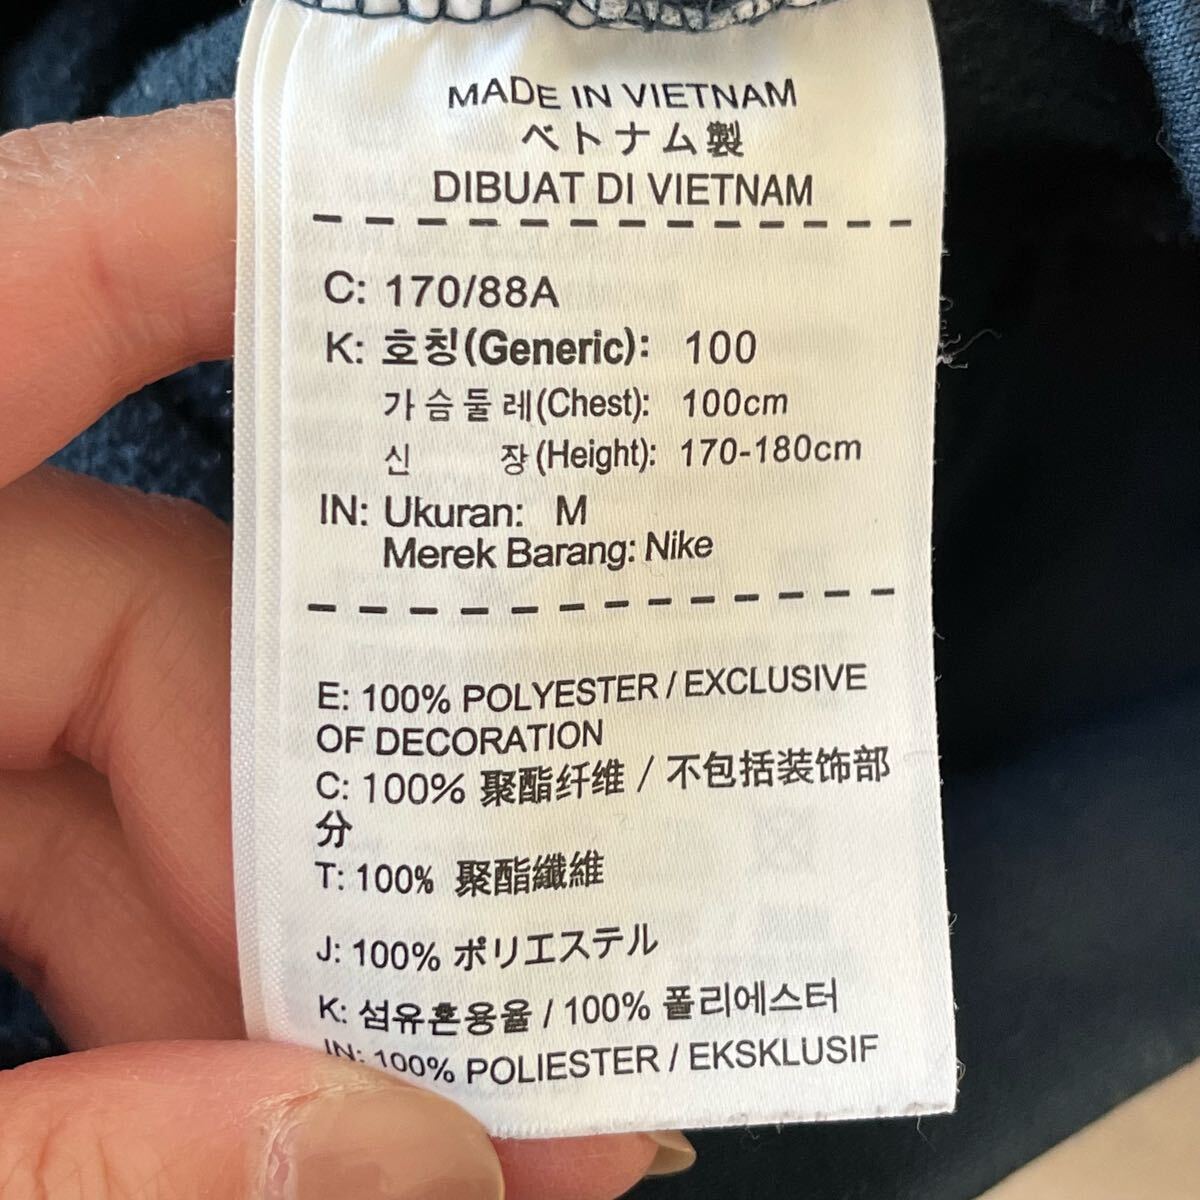 MADE IN VIETNAM
ベトナム製
DIBUAT DI VIETNAM
C: 170/88A
K: 호칭(Generic): 100
가슴둘레(Chest): 100cm
신 장(Height): 170-180cm
IN: Ukuran: M
Merek Barang: Nike
E: 100% POLYESTER / EXCLUSIVE
OF DECORATION
C: 100% 聚酯纤维 / 不包括装饰部
分
T: 100% 聚酯纖維
J: 100% ポリエステル
K: 섬유혼용율 / 100% 폴리에스터
IN: 100% POLIESTER / EKSKLUSIF